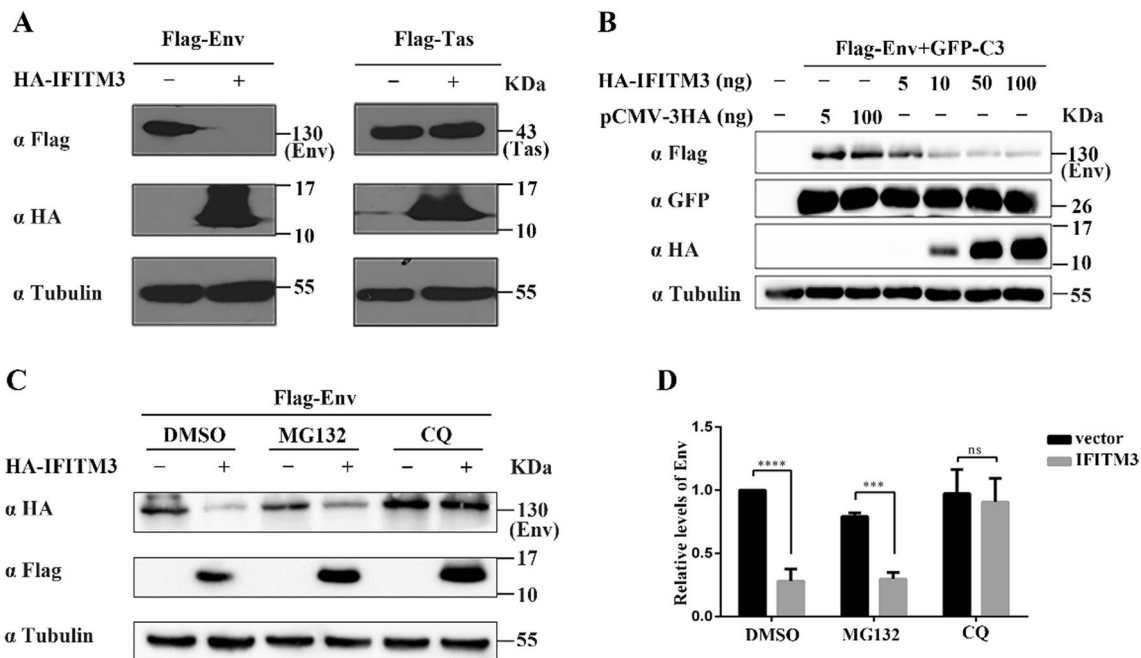 A
Flag-Env
Flag-Tas
HA-IFITM3 − + − + KDa
α Flag 130 (Env) 43 (Tas)
α HA 17 10 17 10
α Tubulin 55 55
B
Flag-Env+GFP-C3
HA-IFITM3 (ng) − − − 5 10 50 100
pCMV-3HA (ng) − 5 100 − − − − KDa
α Flag 130 (Env)
α GFP 26
α HA 17 10
α Tubulin 55
C
Flag-Env
DMSO MG132 CQ
HA-IFITM3 − + − + − + KDa
α HA 130 (Env)
α Flag 17 10
α Tubulin 55
D
Relative levels of Env
1.5
1.0
0.5
0.0
**** *** ns
DMSO MG132 CQ
vector
IFITM3